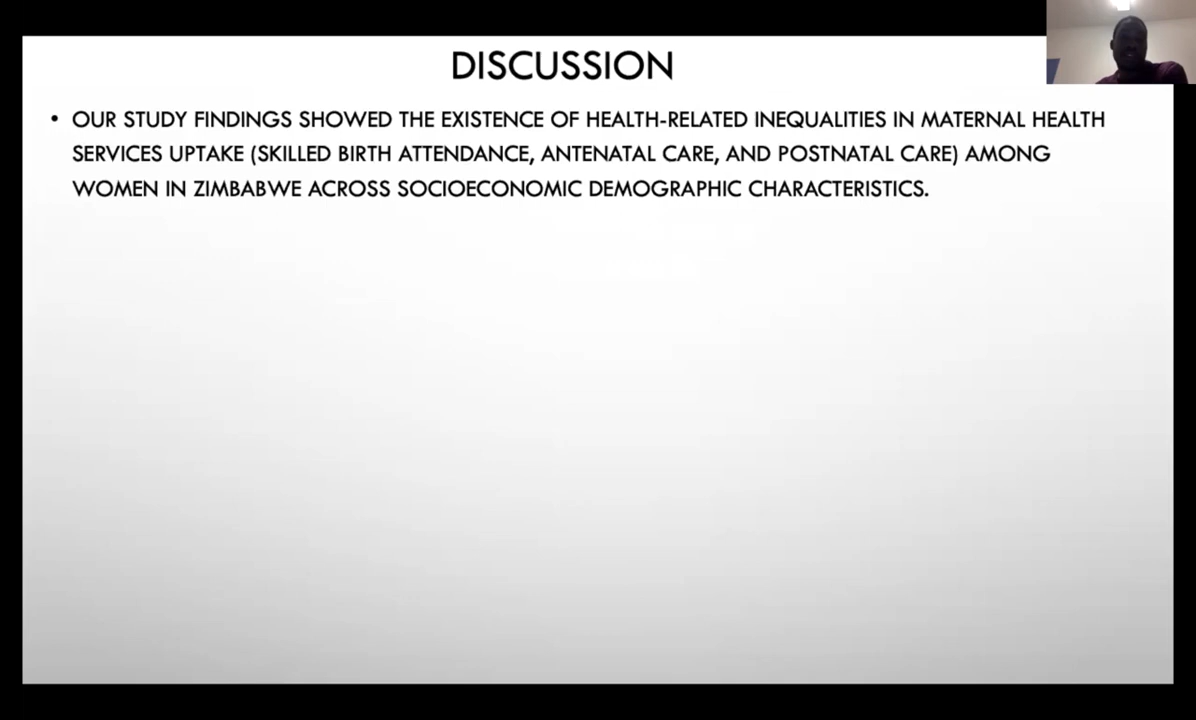 DISCUSSION
• OUR STUDY FINDINGS SHOWED THE EXISTENCE OF HEALTH-RELATED INEQUALITIES IN MATERNAL HEALTH
SERVICES UPTAKE (SKILLED BIRTH ATTENDANCE, ANTENATAL CARE, AND POSTNATAL CARE) AMONG
WOMEN IN ZIMBABWE ACROSS SOCIOECONOMIC DEMOGRAPHIC CHARACTERISTICS.